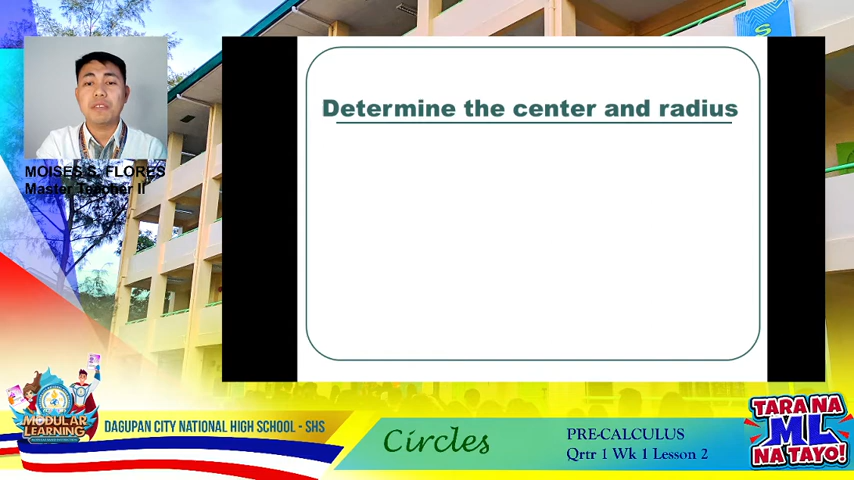 Determine the center and radius
MOISES S. FLORES
Master Teacher II
MODULAR
LEARNING
DAGUPAN CITY NATIONAL HIGH SCHOOL - SHS
Circles
PRE-CALCULUS
Qrtr 1 Wk 1 Lesson 2
TARA NA
ML
NA TAYO!